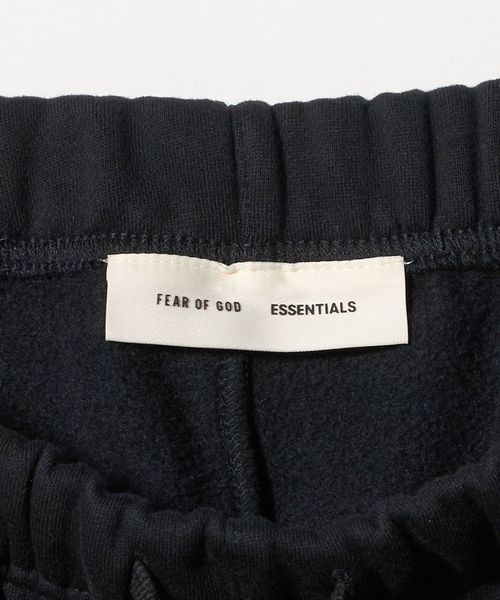 FEAR OF GOD ESSENTIALS